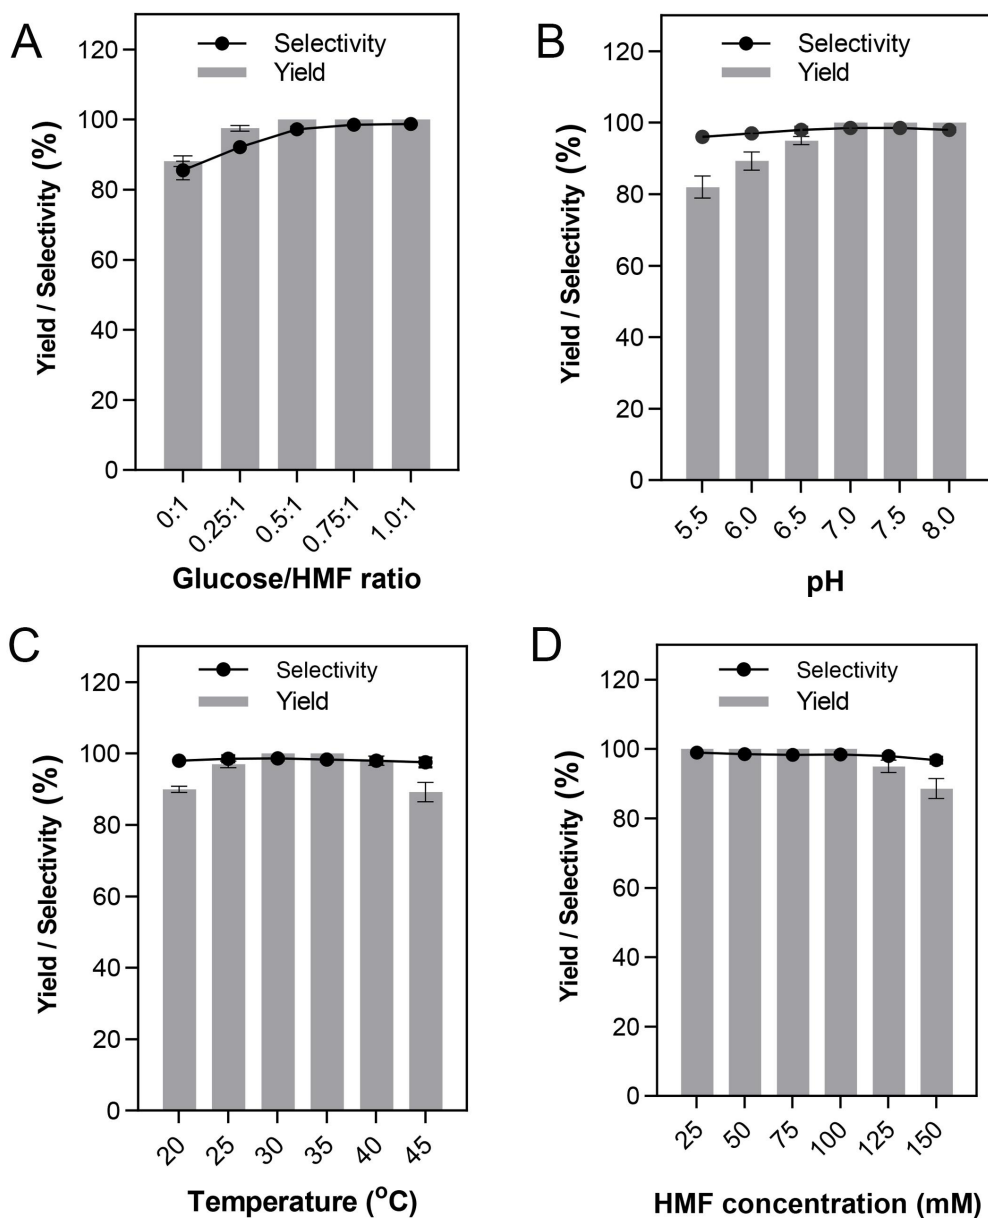 A
Selectivity
Yield
Yield / Selectivity (%)
120
100
80
60
40
20
0
0:1
0.25:1
0.5:1
0.75:1
1.0:1
Glucose/HMF ratio
B
Selectivity
Yield
Yield / Selectivity (%)
120
100
80
60
40
20
0
5.5
6.0
6.5
7.0
7.5
8.0
pH
C
Selectivity
Yield
Yield / Selectivity (%)
120
100
80
60
40
20
0
20
25
30
35
40
45
Temperature (°C)
D
Selectivity
Yield
Yield / Selectivity (%)
120
100
80
60
40
20
0
25
50
75
100
125
150
HMF concentration (mM)